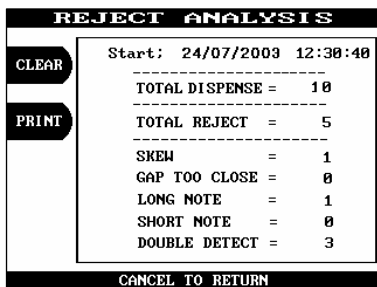 REJECT ANALYSIS
CLEAR
PRINT
Start; 24/07/2003 12:30:40
--------------------
TOTAL DISPENSE = 10
--------------------
TOTAL REJECT = 5
--------------------
SKEW = 1
GAP TOO CLOSE = 0
LONG NOTE = 1
SHORT NOTE = 0
DOUBLE DETECT = 3
CANCEL TO RETURN